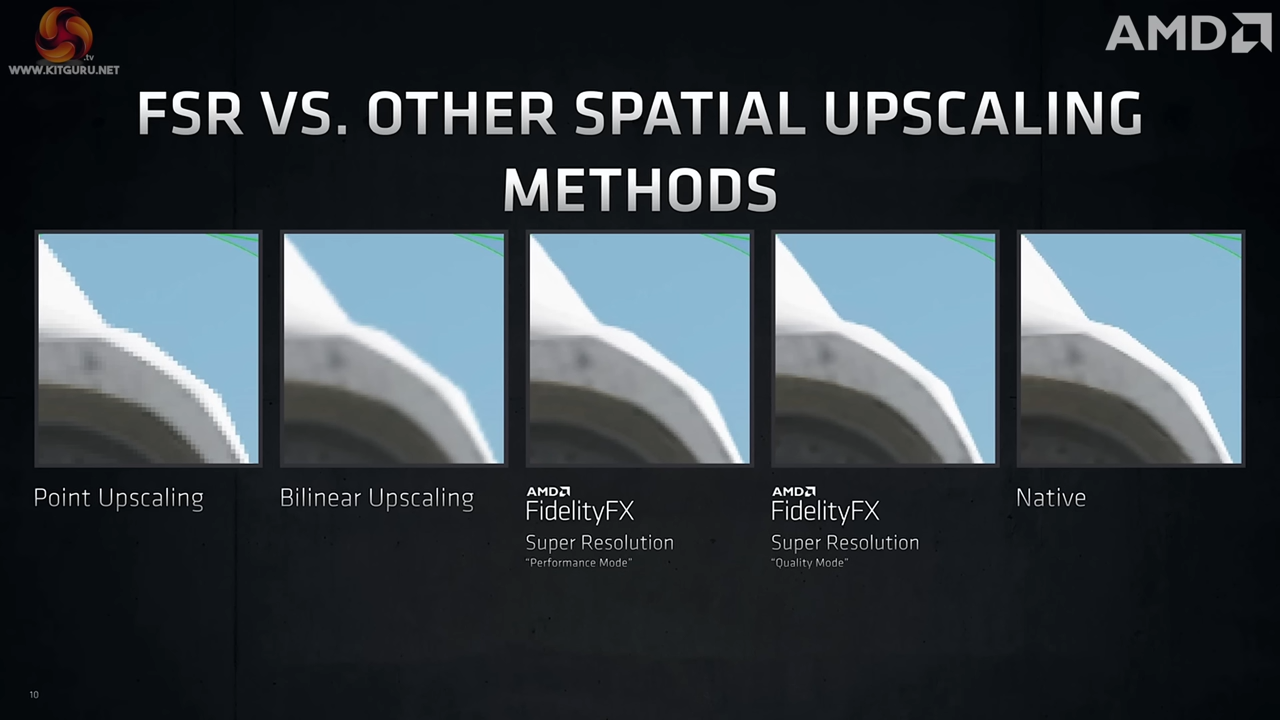 .tv
WWW.KITGURU.NET
AMD
FSR VS. OTHER SPATIAL UPSCALING
METHODS
Point Upscaling
Bilinear Upscaling
AMD
FidelityFX
Super Resolution
"Performance Mode"
AMD
FidelityFX
Super Resolution
"Quality Mode"
Native
10